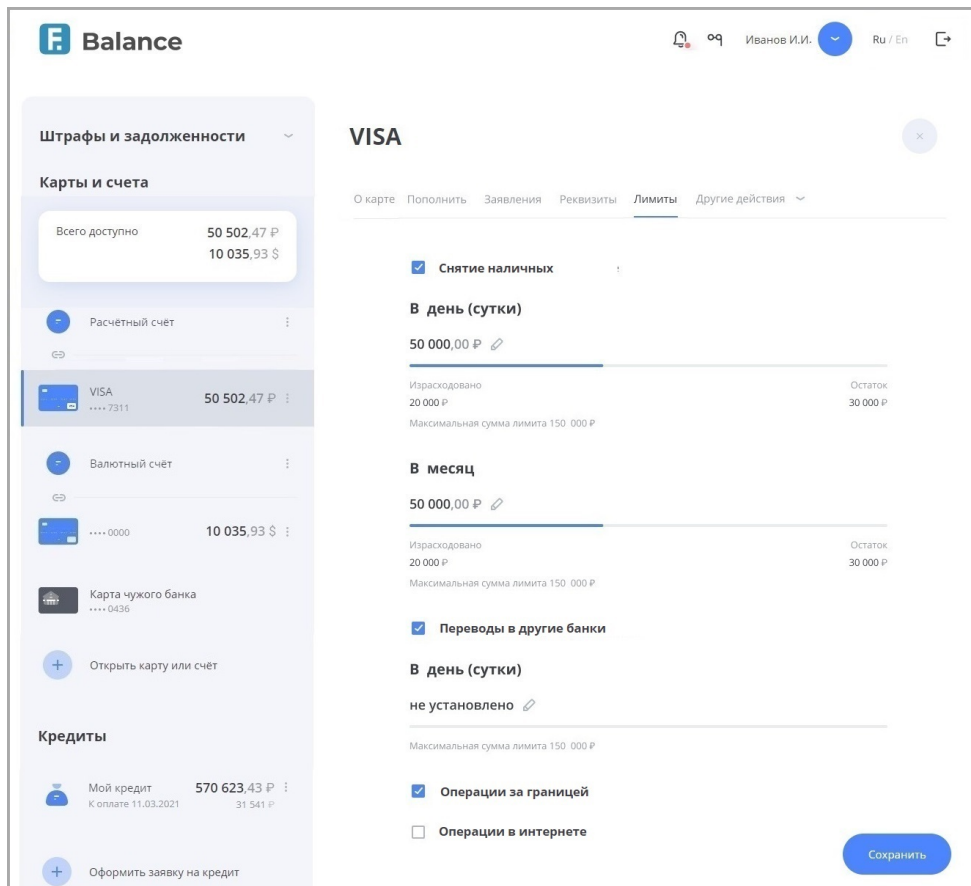 F. Balance
Иванов И.И.
Ru / En
Штрафы и задолженности
Карты и счета
Всего доступно 50 502,47 ₽
10 035,93 $
Расчётный счёт
VISA
•••• 7311
50 502,47 ₽
Валютный счёт
•••• 0000
10 035,93 $
Карта чужого банка
•••• 0436
Открыть карту или счёт
Кредиты
Мой кредит 570 623,43 ₽
К оплате 11.03.2021 31 541 ₽
Оформить заявку на кредит
VISA
О карте Пополнить Заявления Реквизиты Лимиты Другие действия
Снятие наличных
В день (сутки)
50 000,00 ₽
Израсходовано Остаток
20 000 ₽ 30 000 ₽
Максимальная сумма лимита 150 000 ₽
В месяц
50 000,00 ₽
Израсходовано Остаток
20 000 ₽ 30 000 ₽
Максимальная сумма лимита 150 000 ₽
Переводы в другие банки
В день (сутки)
не установлено
Максимальная сумма лимита 150 000 ₽
Операции за границей
Операции в интернете
Сохранить